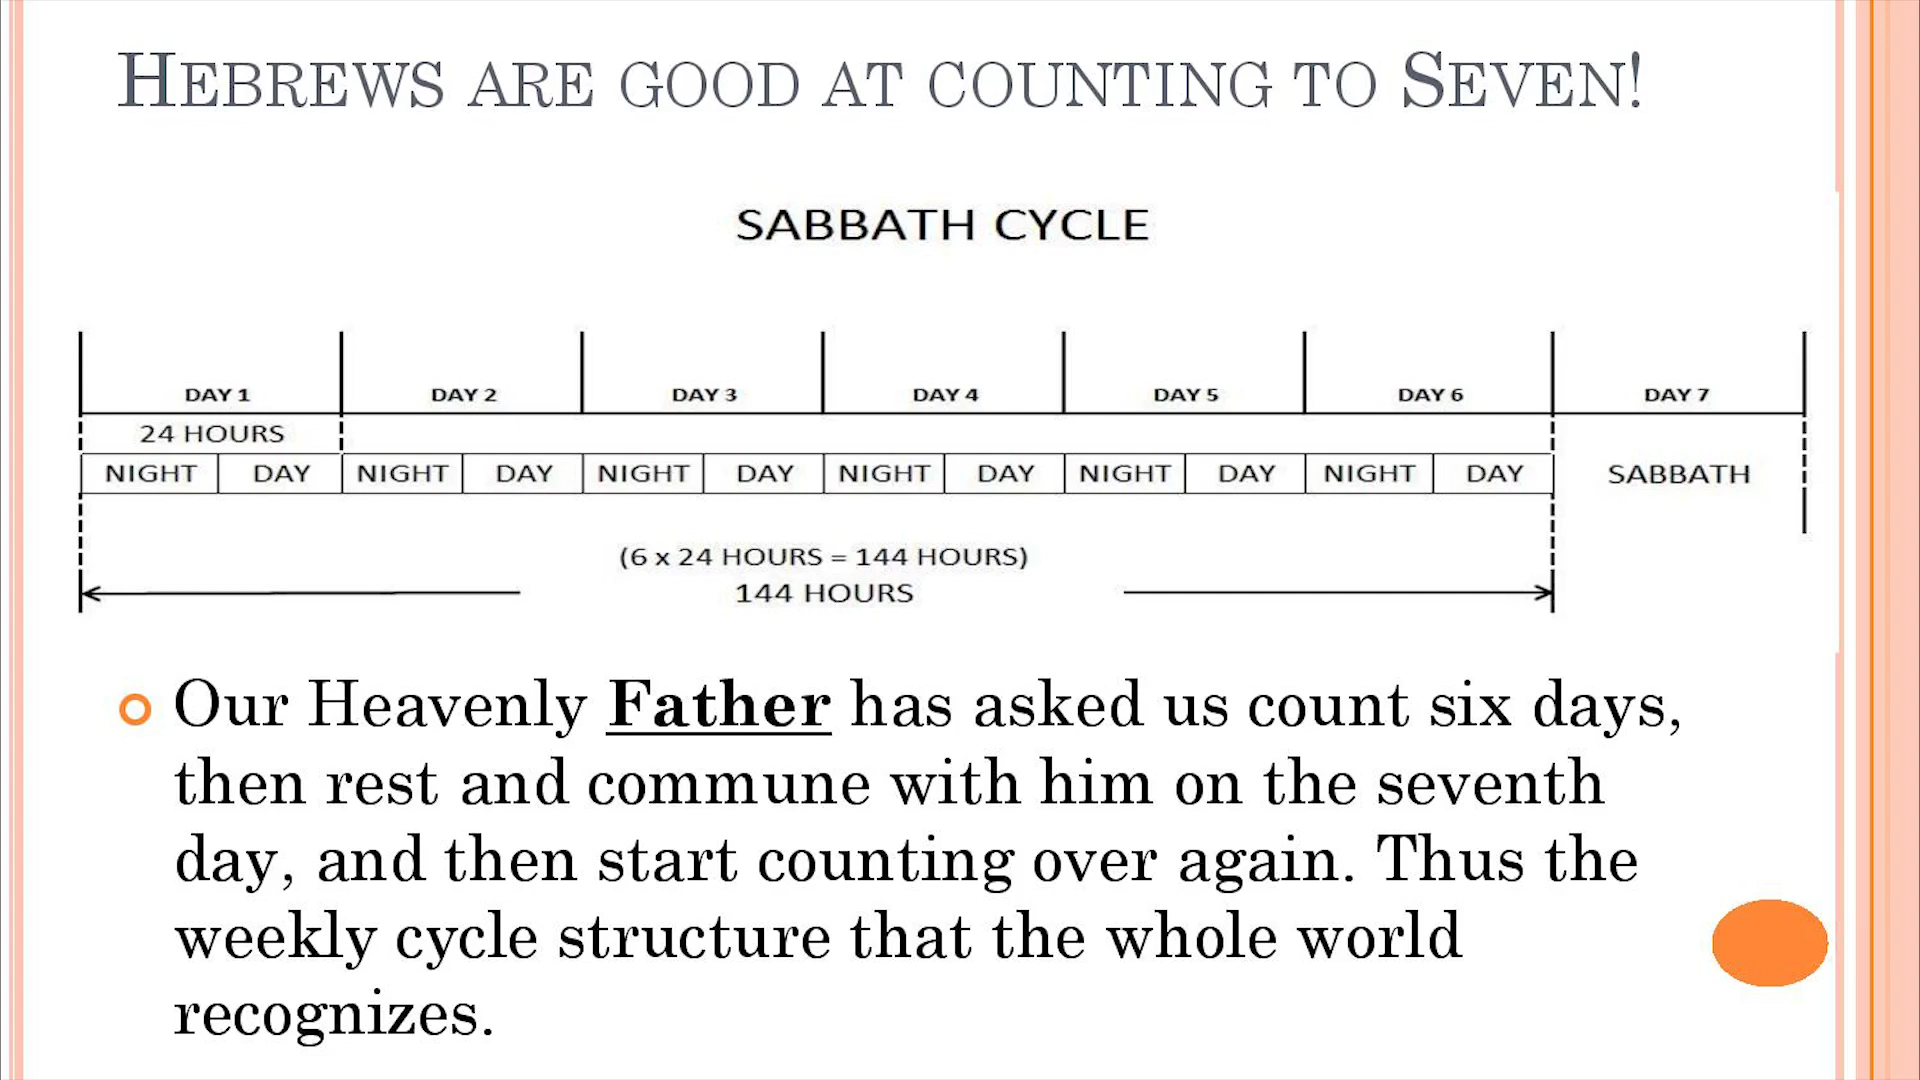 HEBREWS ARE GOOD AT COUNTING TO SEVEN!
SABBATH CYCLE
DAY 1 DAY 2 DAY 3 DAY 4 DAY 5 DAY 6 DAY 7
24 HOURS
NIGHT DAY NIGHT DAY NIGHT DAY NIGHT DAY NIGHT DAY NIGHT DAY SABBATH
(6 x 24 HOURS = 144 HOURS)
144 HOURS
Our Heavenly Father has asked us count six days,
then rest and commune with him on the seventh
day, and then start counting over again. Thus the
weekly cycle structure that the whole world
recognizes.